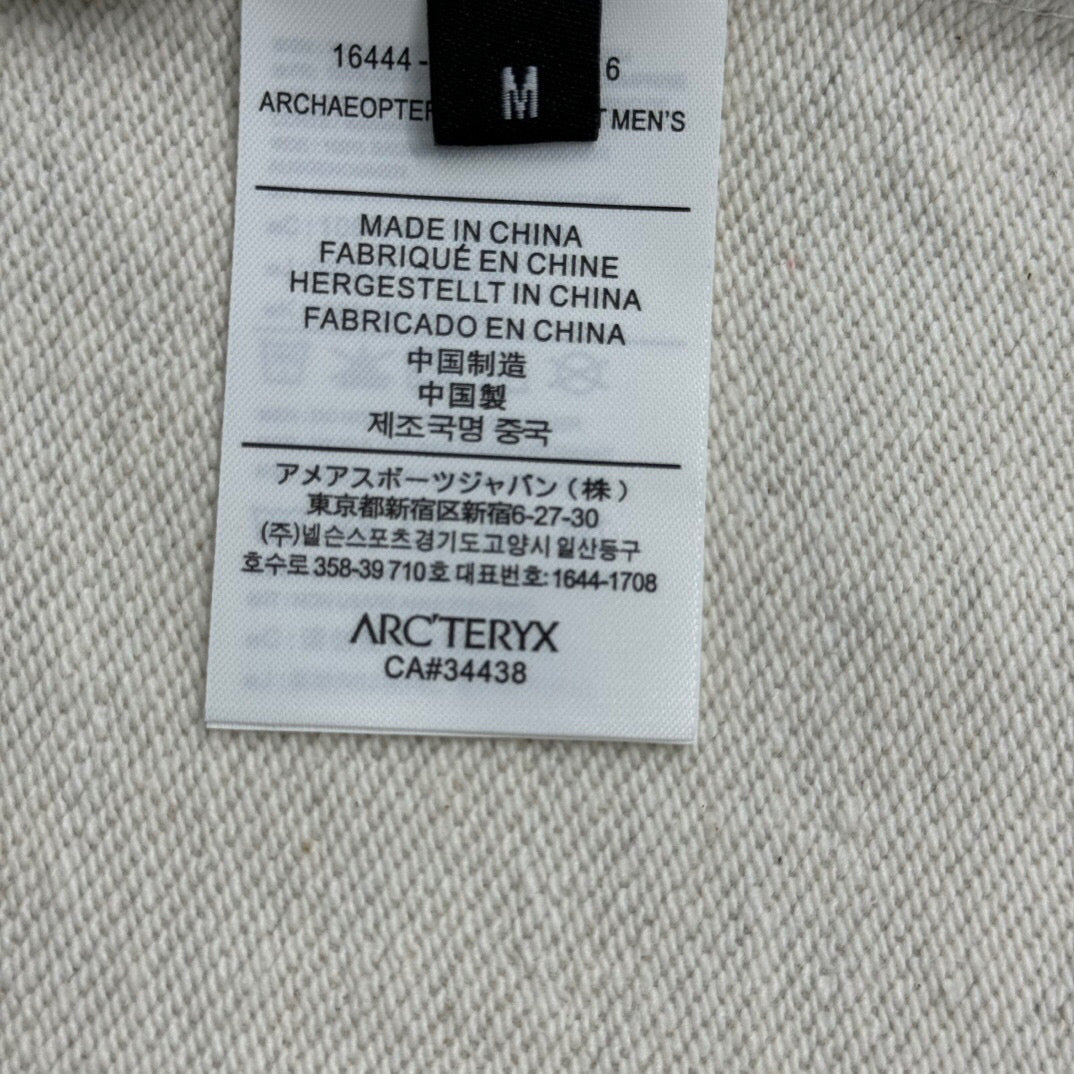 16444 - 6
M
ARCHAEOPTER T MEN'S
MADE IN CHINA
FABRIQUÉ EN CHINE
HERGESTELLT IN CHINA
FABRICADO EN CHINA
中国制造
中国製
제조국명 중국
アメアスポーツジャパン（株）
東京都新宿区新宿6-27-30
(주)넬슨스포츠경기도고양시 일산동구
호수로 358-39 710호 대표번호: 1644-1708
ARC'TERYX
CA#34438